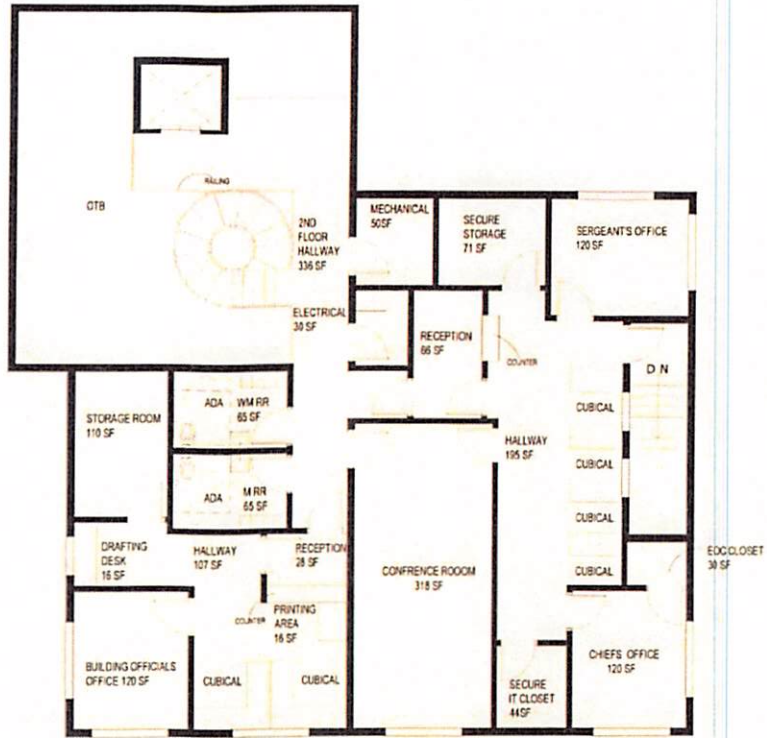 RAILING
OTB
2ND
FLOOR
HALLWAY
336 SF
MECHANICAL
50SF
SECURE
STORAGE
71 SF
SERGEANT'S OFFICE
120 SF
ELECTRICAL
30 SF
RECEPTION
66 SF
COUNTER
D N
STORAGE ROOM
110 SF
ADA
WM RR
65 SF
ADA
M RR
65 SF
HALLWAY
195 SF
CUBICAL
CUBICAL
CUBICAL
CUBICAL
DRAFTING
DESK
16 SF
HALLWAY
107 SF
RECEPTION
28 SF
CONFRENCE ROOOM
318 SF
EOC CLOSET
30 SF
COUNTER
PRINTING
AREA
16 SF
BUILDING OFFICIALS
OFFICE 120 SF
CUBICAL
CUBICAL
SECURE
IT CLOSET
44SF
CHIEFS OFFICE
120 SF